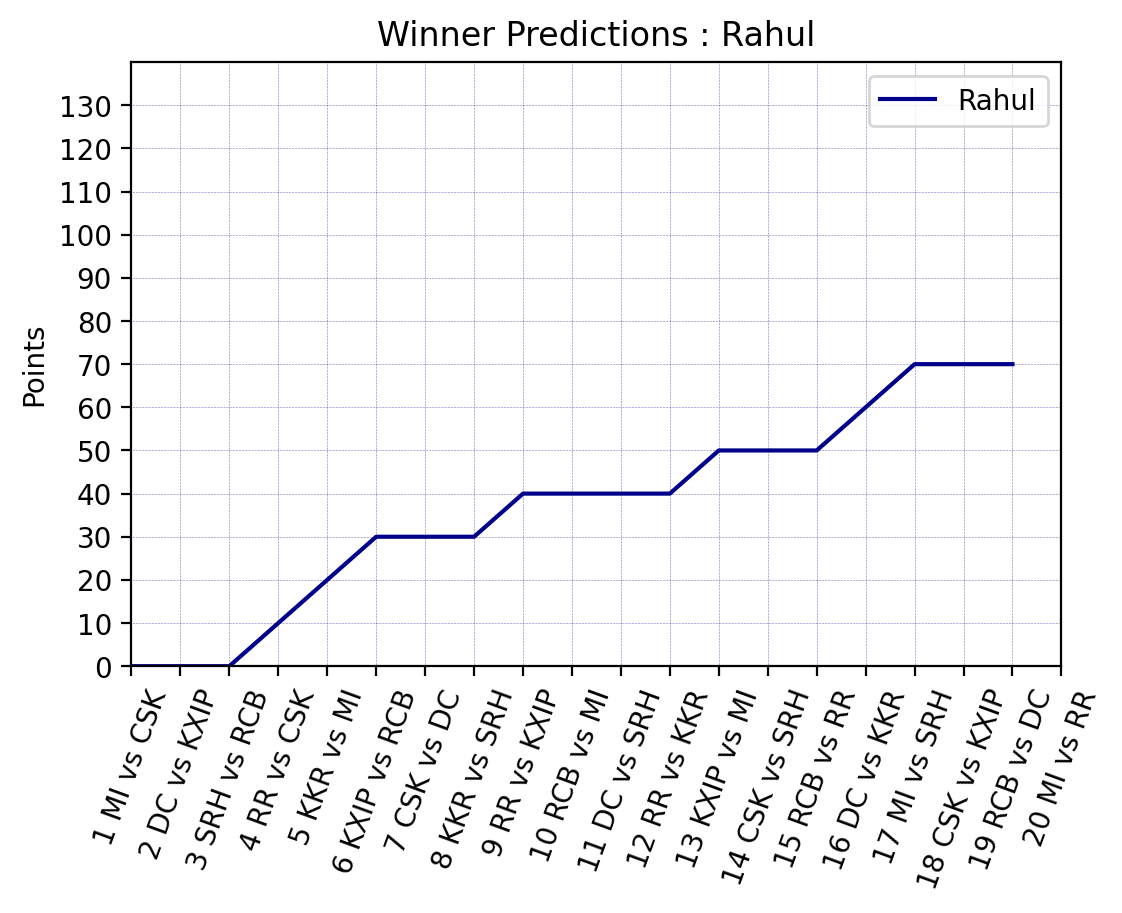 Winner Predictions : Rahul
Rahul
Points
130
120
110
100
90
80
70
60
50
40
30
20
10
0
1 MI vs CSK
2 DC vs KXIP
3 SRH vs RCB
4 RR vs CSK
5 KKR vs MI
6 KXIP vs RCB
7 CSK vs DC
8 KKR vs SRH
9 RR vs KXIP
10 RCB vs MI
11 DC vs SRH
12 RR vs KKR
13 KXIP vs MI
14 CSK vs SRH
15 RCB vs RR
16 DC vs KKR
17 MI vs SRH
18 CSK vs KXIP
19 RCB vs DC
20 MI vs RR